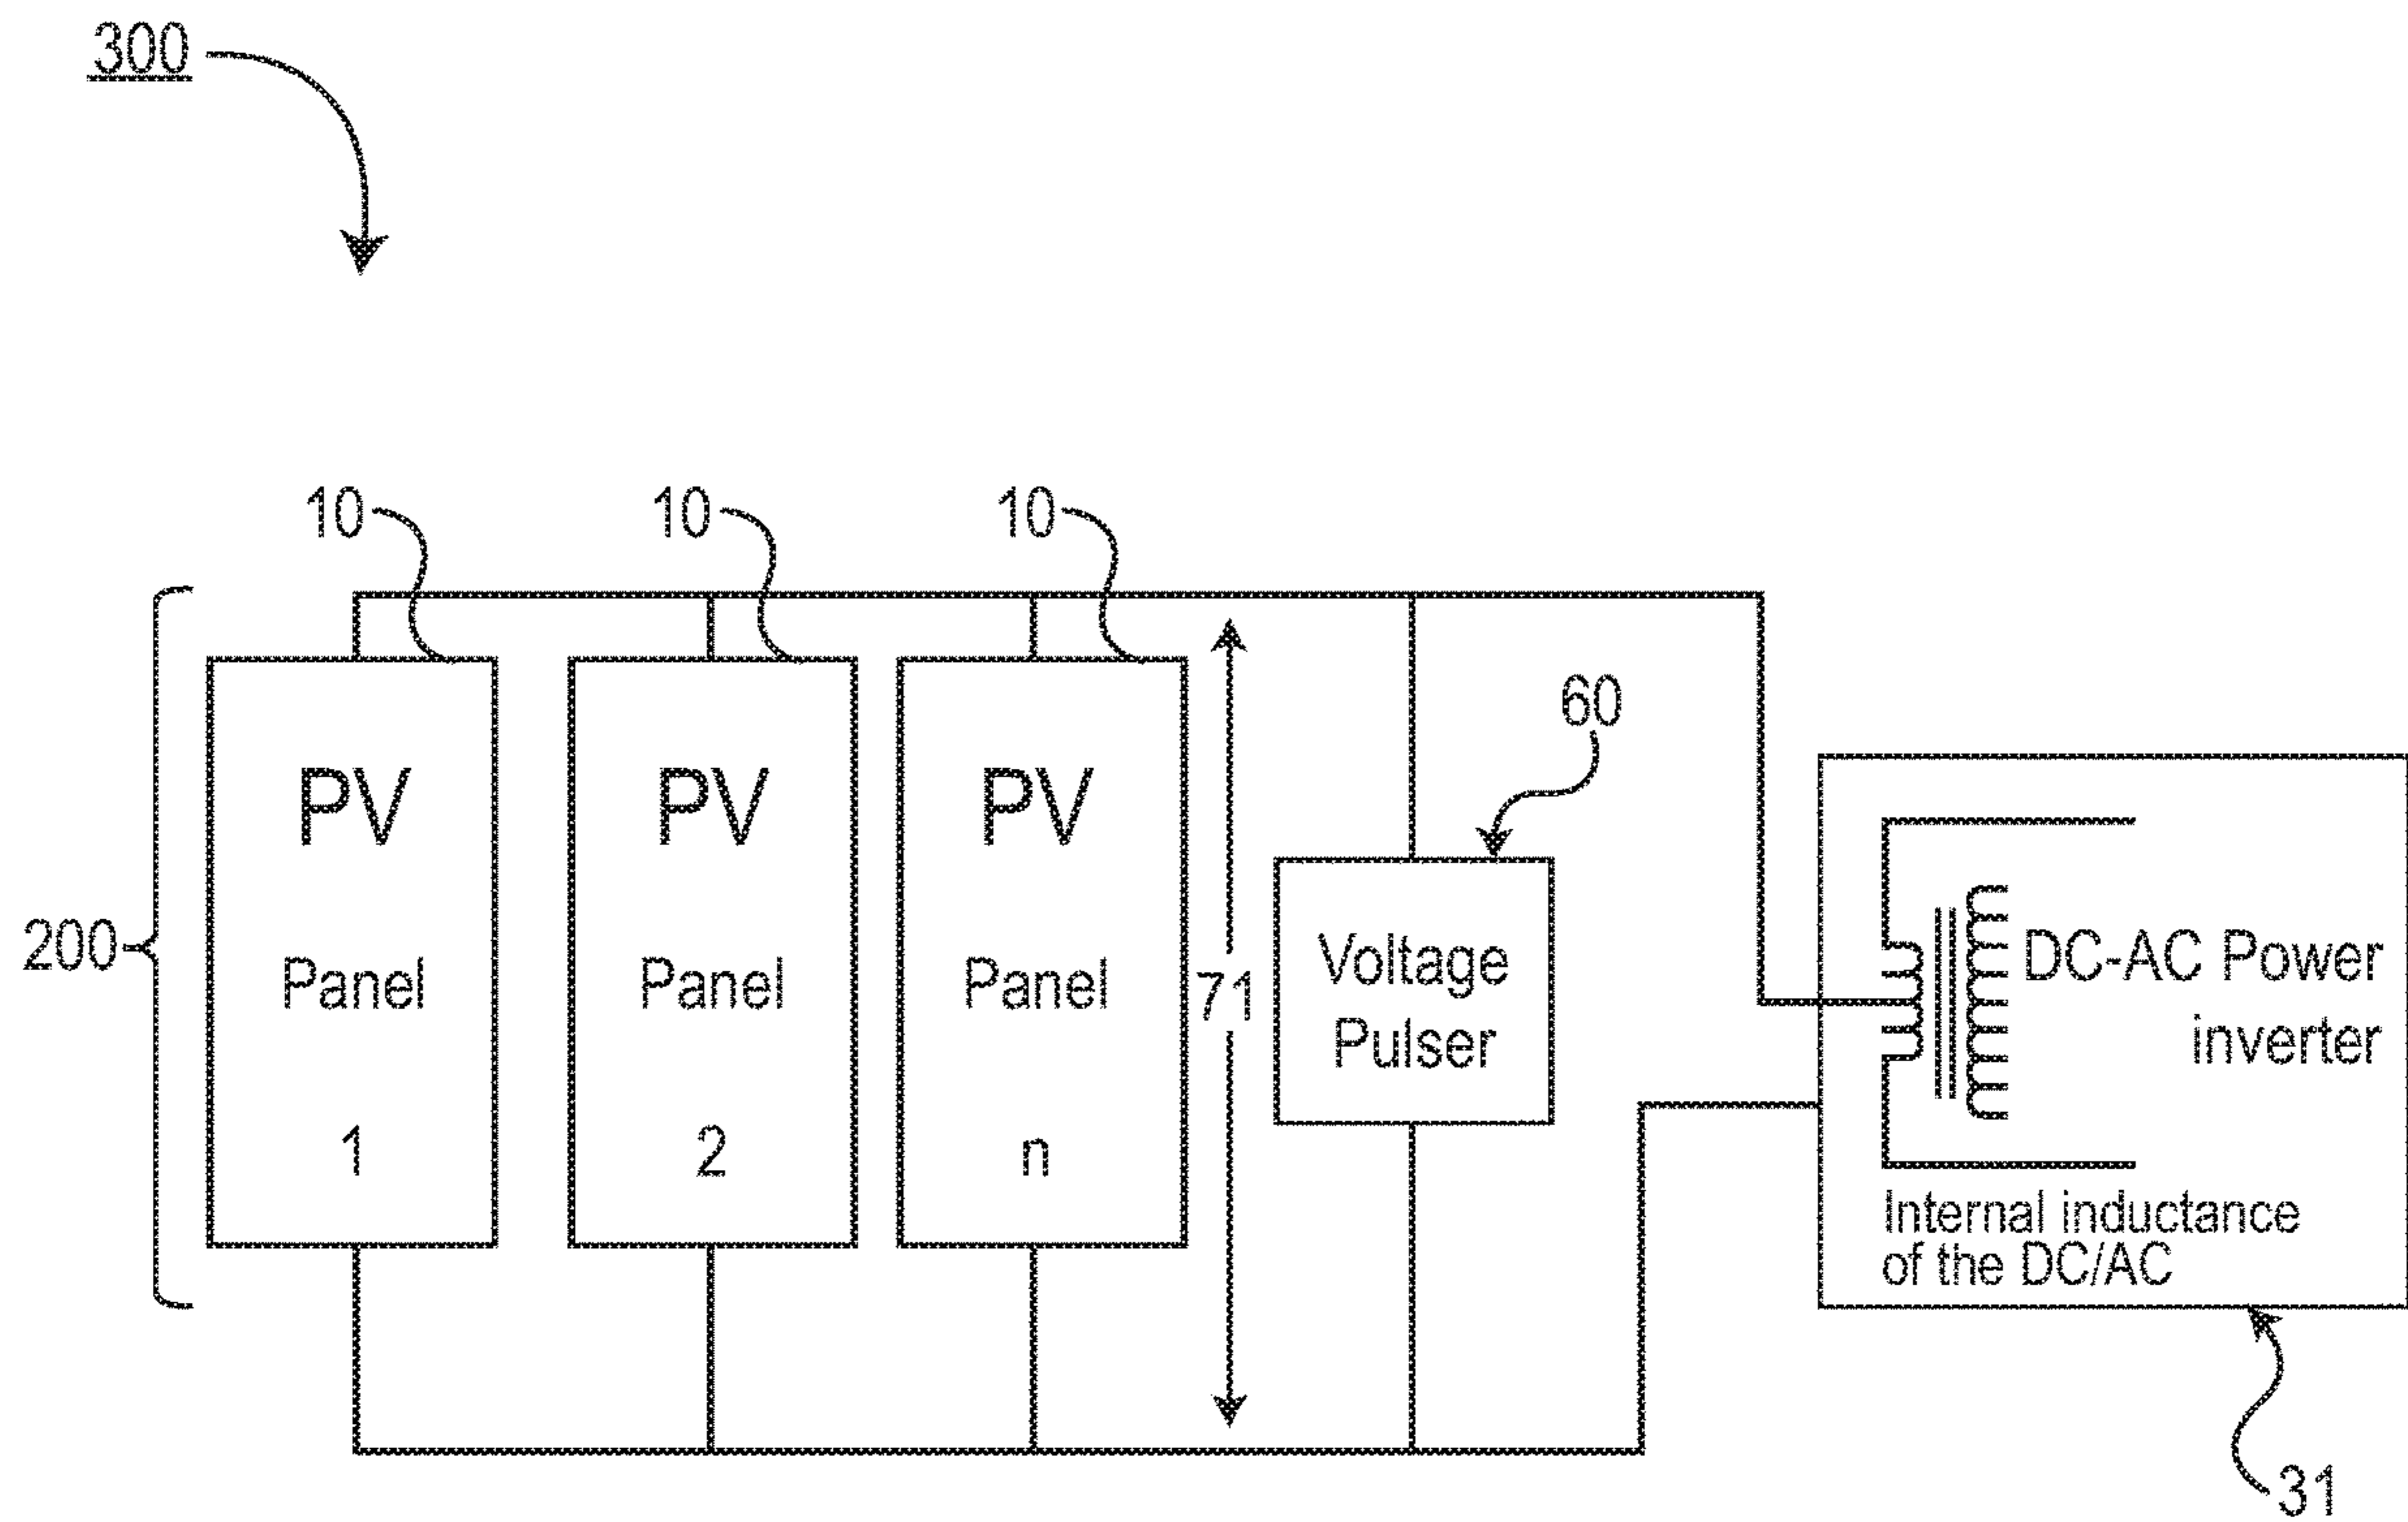 300
10
10
10
60
200
71
PV
Panel
1
PV
Panel
2
PV
Panel
n
Voltage
Pulser
DC-AC Power
inverter
Internal inductance
of the DC/AC
31